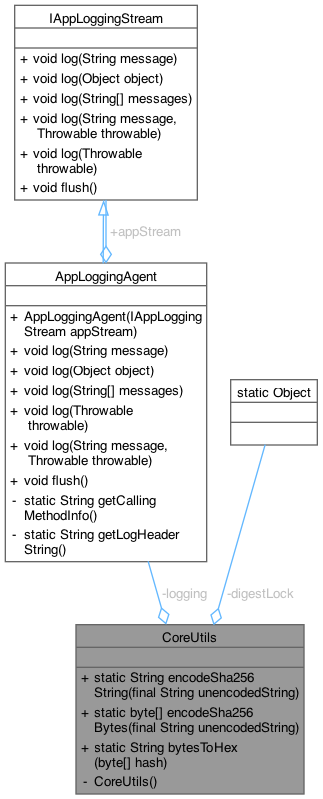 IAppLoggingStream
+ void log(String message)
+ void log(Object object)
+ void log(String[] messages)
+ void log(String message,
Throwable throwable)
+ void log(Throwable
throwable)
+ void flush()
+appStream
AppLoggingAgent
+ AppLoggingAgent(IAppLogging
Stream appStream)
+ void log(String message)
+ void log(Object object)
+ void log(String[] messages)
+ void log(Throwable
throwable)
+ void log(String message,
Throwable throwable)
+ void flush()
- static String getCalling
MethodInfo()
- static String getLogHeader
String()
static Object
-logging
-digestLock
CoreUtils
+ static String encodeSha256
String(final String unencodedString)
+ static byte[] encodeSha256
Bytes(final String unencodedString)
+ static String bytesToHex
(byte[] hash)
- CoreUtils()